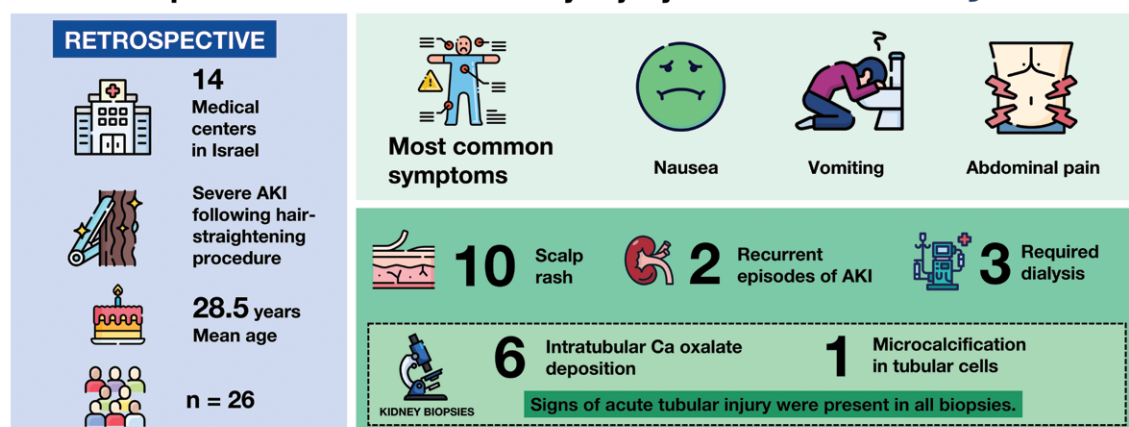 RETROSPECTIVE
14
Medical
centers
in Israel
Severe AKI
following hair-
straightening
procedure
28.5 years
Mean age
n = 26
Most common
symptoms
Nausea
Vomiting
Abdominal pain
10 Scalp
rash
2 Recurrent
episodes of AKI
3 Required
dialysis
KIDNEY BIOPSIES
6 Intratubular Ca oxalate
deposition
1 Microcalcification
in tubular cells
Signs of acute tubular injury were present in all biopsies.